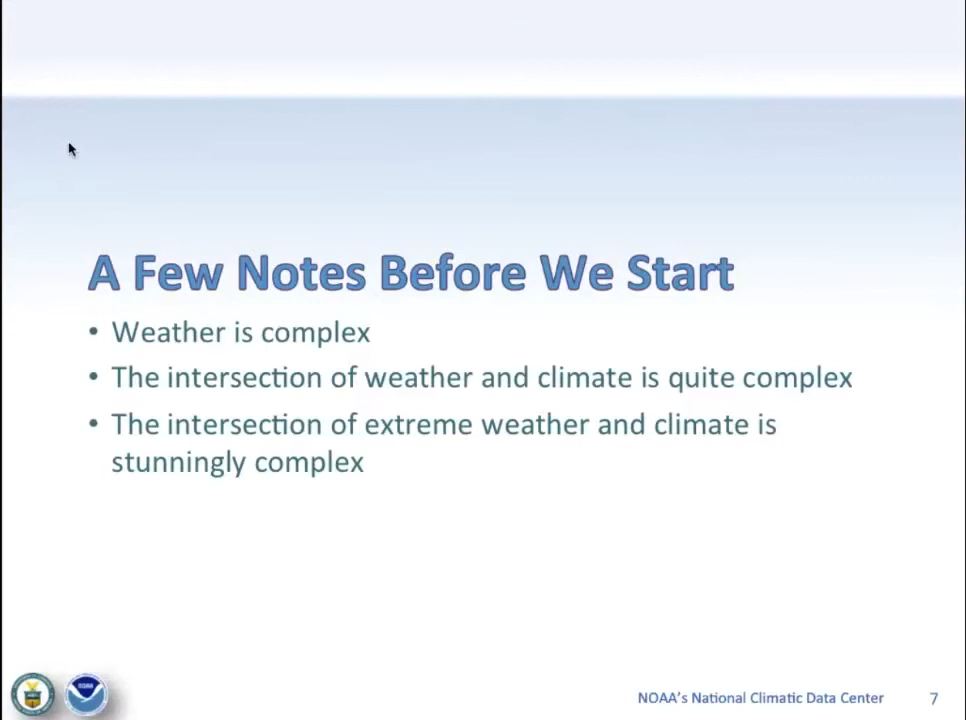 A Few Notes Before We Start
• Weather is complex
• The intersection of weather and climate is quite complex
• The intersection of extreme weather and climate is
stunningly complex
NOAA
NOAA's National Climatic Data Center
7